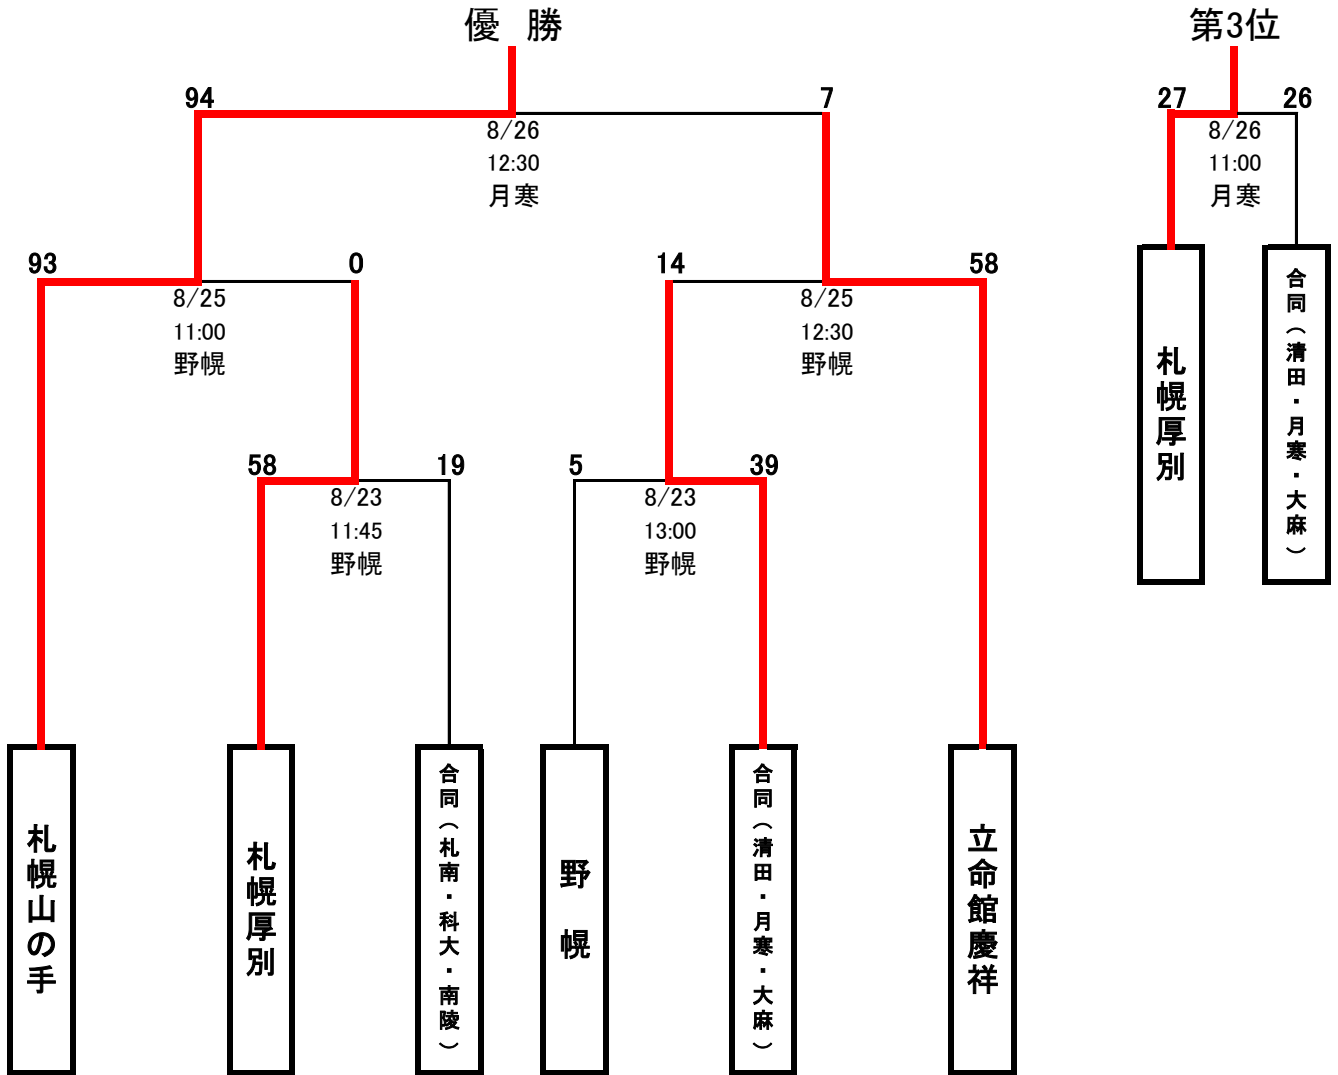 優 勝
第3位
94
7
27
26
8/26
12:30
月寒
8/26
11:00
月寒
93
0
14
58
8/25
11:00
野幌
8/25
12:30
野幌
札幌厚別
合同（清田・月寒・大麻）
58
19
5
39
8/23
11:45
野幌
8/23
13:00
野幌
札幌山の手
札幌厚別
合同（札南・科大・南陵）
野 幌
合同（清田・月寒・大麻）
立命館慶祥